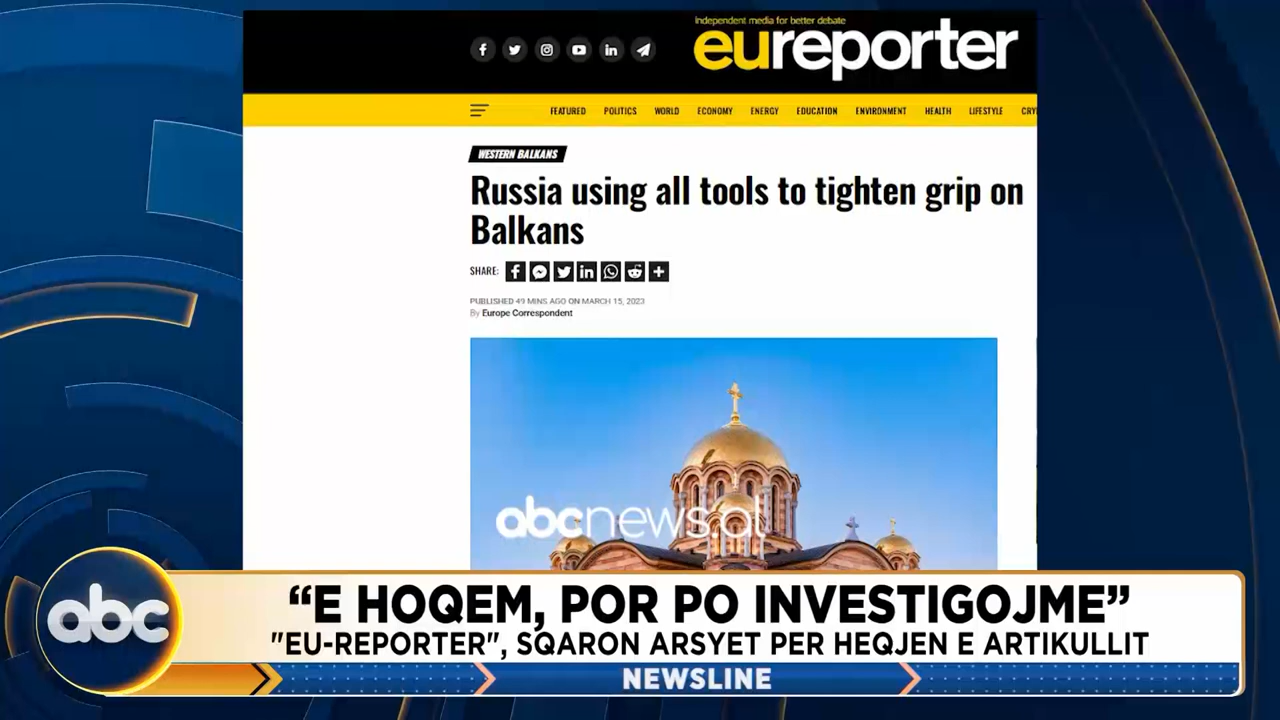 independent media for better debate
eureporter
FEATURED POLITICS WORLD ECONOMY ENERGY EDUCATION ENVIRONMENT HEALTH LIFESTYLE CRY
WESTERN BALKANS
Russia using all tools to tighten grip on
Balkans
SHARE:
PUBLISHED 49 MINS AGO ON MARCH 15, 2023
By Europe Correspondent
abcnews.al
abc
“E HOQEM, POR PO INVESTIGOJME”
"EU-REPORTER", SQARON ARSYET PER HEQJEN E ARTIKULLIT
NEWSLINE